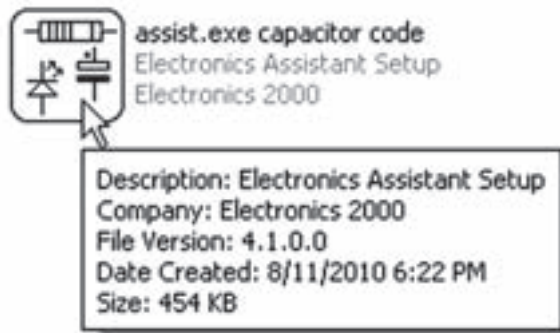 assist.exe capacitor code
Electronics Assistant Setup
Electronics 2000
Description: Electronics Assistant Setup
Company: Electronics 2000
File Version: 4.1.0.0
Date Created: 8/11/2010 6:22 PM
Size: 454 KB